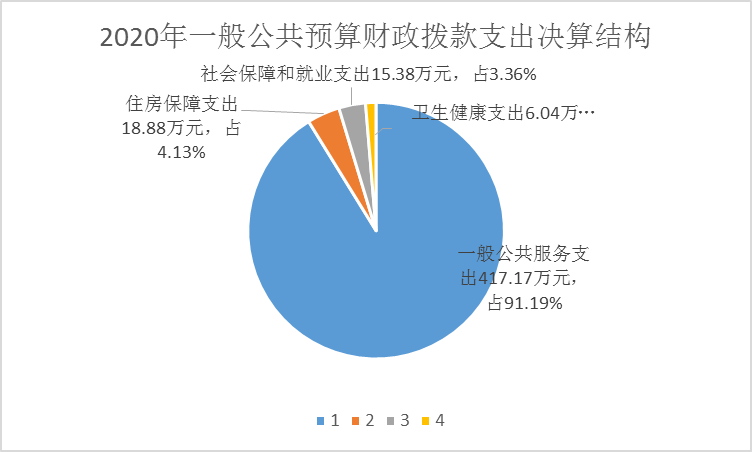 2020年一般公共预算财政拨款支出决算结构
社会保障和就业支出15.38万元，占3.36%
住房保障支出
18.88万元，占
4.13%
卫生健康支出6.04万…
一般公共服务支
出417.17万元，
占91.19%
1 2 3 4